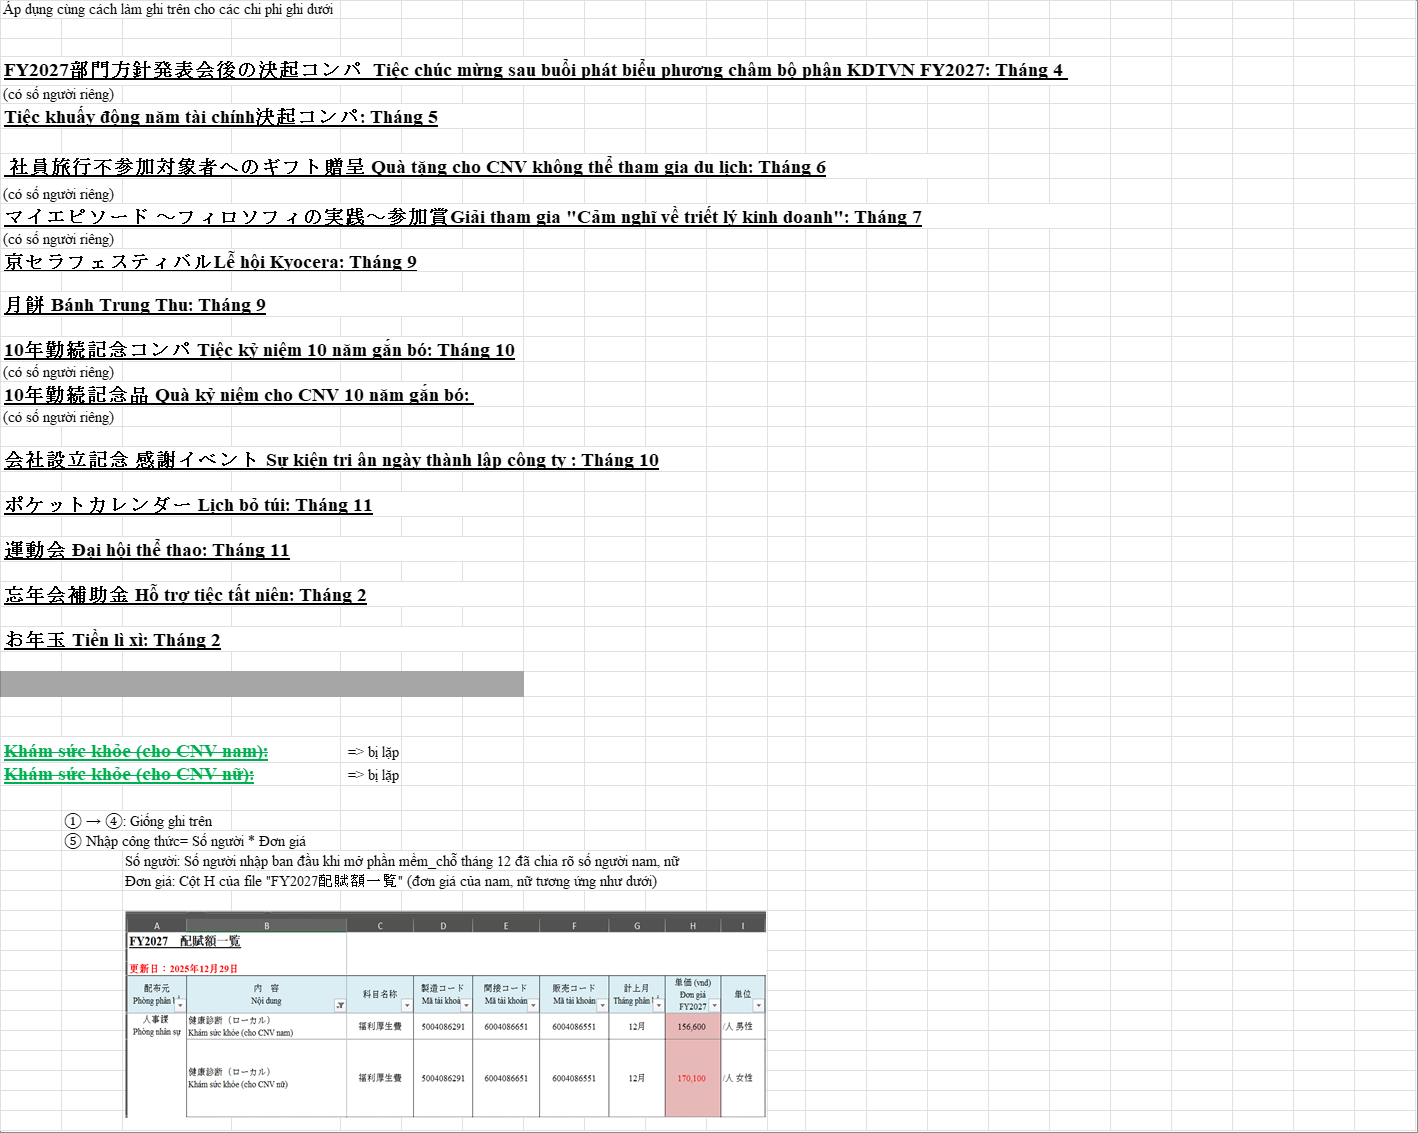 Áp dụng cùng cách làm ghi trên cho các chi phí ghi dưới
FY2027部門方針発表会後の決起コンパ Tiệc chúc mừng sau buổi phát biểu phương châm bộ phận KDTVN FY2027: Tháng 4
(có số người riêng)
Tiệc khuấy động năm tài chính決起コンパ: Tháng 5
社員旅行不参加対象者へのギフト贈呈 Quà tặng cho CNV không thể tham gia du lịch: Tháng 6
(có số người riêng)
マイエピソード ～フィロソフィの実践～参加賞Giải tham gia "Cảm nghĩ về triết lý kinh doanh": Tháng 7
(có số người riêng)
京セラフェスティバルLễ hội Kyocera: Tháng 9
月餅 Bánh Trung Thu: Tháng 9
10年勤続記念コンパ Tiệc kỷ niệm 10 năm gắn bó: Tháng 10
(có số người riêng)
10年勤続記念品 Quà kỷ niệm cho CNV 10 năm gắn bó:
(có số người riêng)
会社設立記念 感謝イベント Sự kiện tri ân ngày thành lập công ty : Tháng 10
ポケットカレンダー Lịch bỏ túi: Tháng 11
運動会 Đại hội thể thao: Tháng 11
忘年会補助金 Hỗ trợ tiệc tất niên: Tháng 2
お年玉 Tiền lì xì: Tháng 2
Khám sức khỏe (cho CNV nam): => bị lặp
Khám sức khỏe (cho CNV nữ): => bị lặp
① → ④: Giống ghi trên
⑤ Nhập công thức= Số người * Đơn giá
Số người: Số người nhập ban đầu khi mở phần mềm_chỗ tháng 12 đã chia rõ số người nam, nữ
Đơn giá: Cột H của file "FY2027配賦額一覧" (đơn giá của nam, nữ tương ứng như dưới)
A B C D E F G H I
FY2027 配賦額一覧
更新日：2025年12月29日
配布元 内 容 科目名称 製造コード 間接コード 販売コード 計上月 単価 (vnd) 単位
Phòng phân Nội dung Mã tài khoả Mã tài khoản Mã tài khoản Tháng phân Đơn giá
FY2027
人事課 健康診断（ローカル） 福利厚生費 5004086291 6004086651 6004086551 12月 156,600 /人 男性
Phòng nhân sự Khám sức khỏe (cho CNV nam)
健康診断（ローカル） 福利厚生費 5004086291 6004086651 6004086551 12月 170,100 /人 女性
Khám sức khỏe (cho CNV nữ)